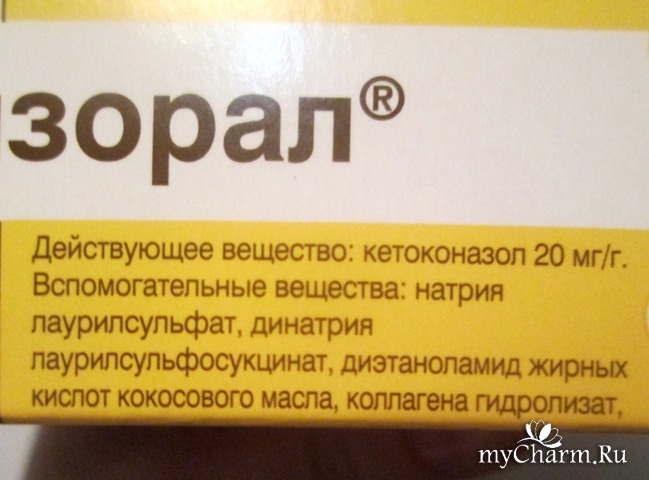 изорал®
Действующее вещество: кетоконазол 20 мг/г.
Вспомогательные вещества: натрия
лаурилсульфат, динатрия
лаурилсульфосукцинат, диэтаноламид жирных
кислот кокосового масла, коллагена гидролизат,
myCharm.Ru